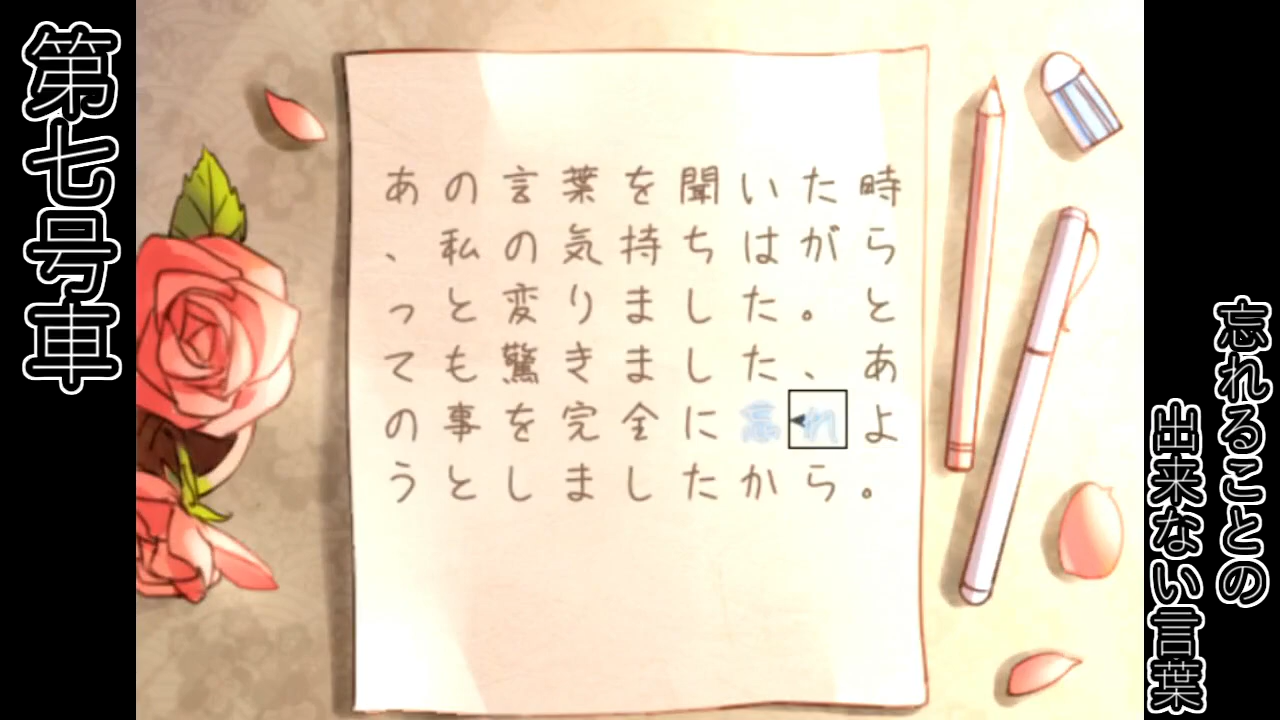 第七号車
あの言葉を聞いた時
、私の気持ちはがら
っと変りました。と
ても驚きました、あ
の事を完全に忘れよ
うとしましたから。
忘れることの
出来ない言葉